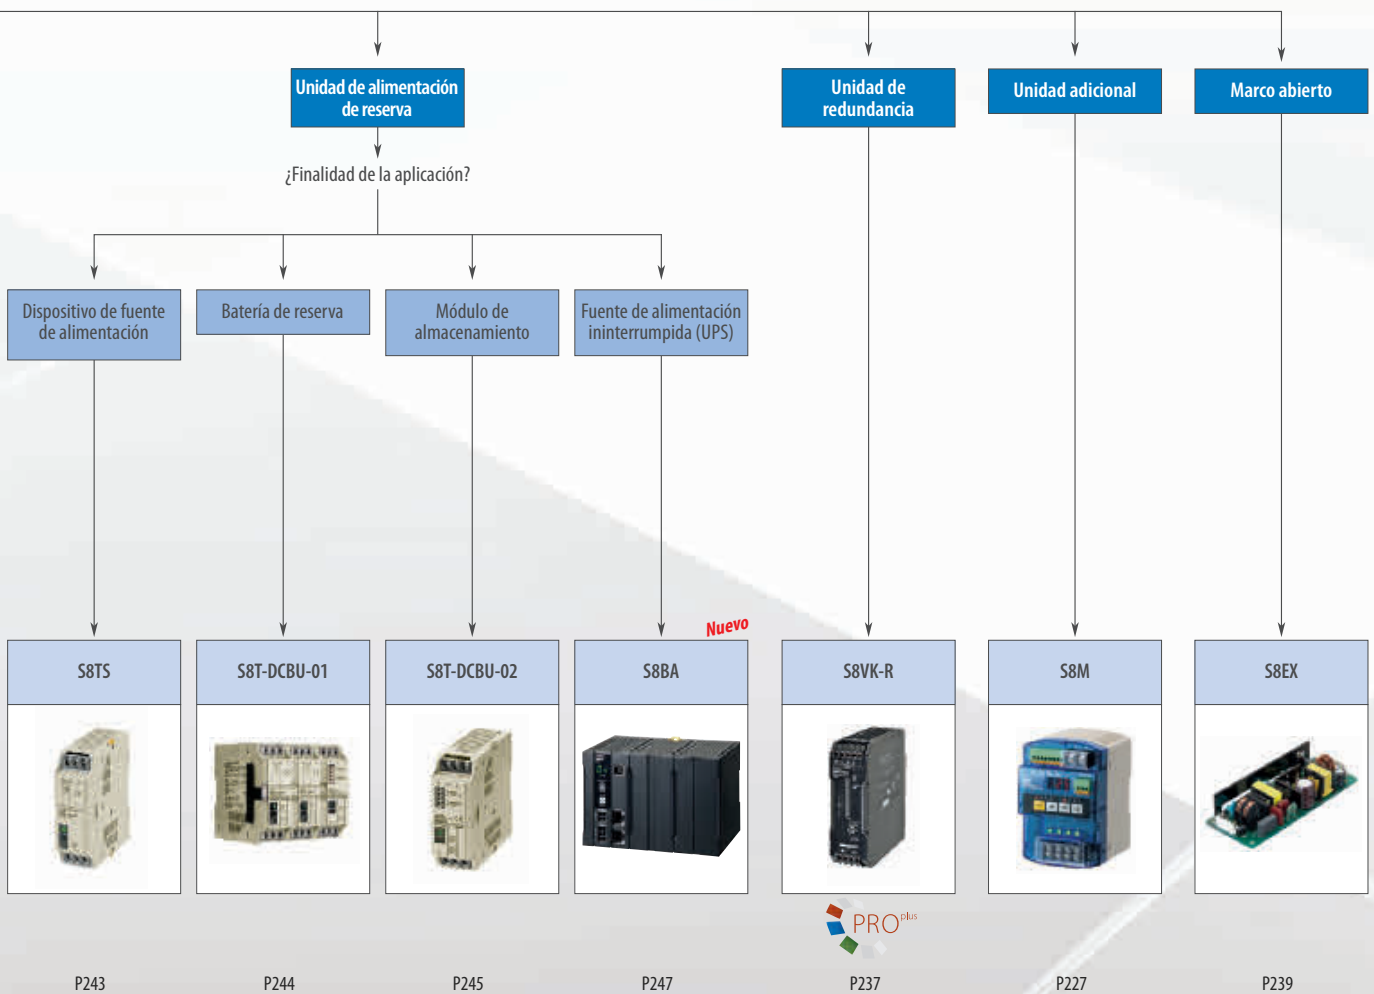 Unidad de alimentación
de reserva
Unidad de
redundancia
Unidad adicional
Marco abierto
¿Finalidad de la aplicación?
Dispositivo de fuente
de alimentación
Batería de reserva
Módulo de
almacenamiento
Fuente de alimentación
ininterrumpida (UPS)
Nuevo
S8TS
S8T-DCBU-01
S8T-DCBU-02
S8BA
S8VK-R
S8M
S8EX
PRO plus
P243
P244
P245
P247
P237
P227
P239